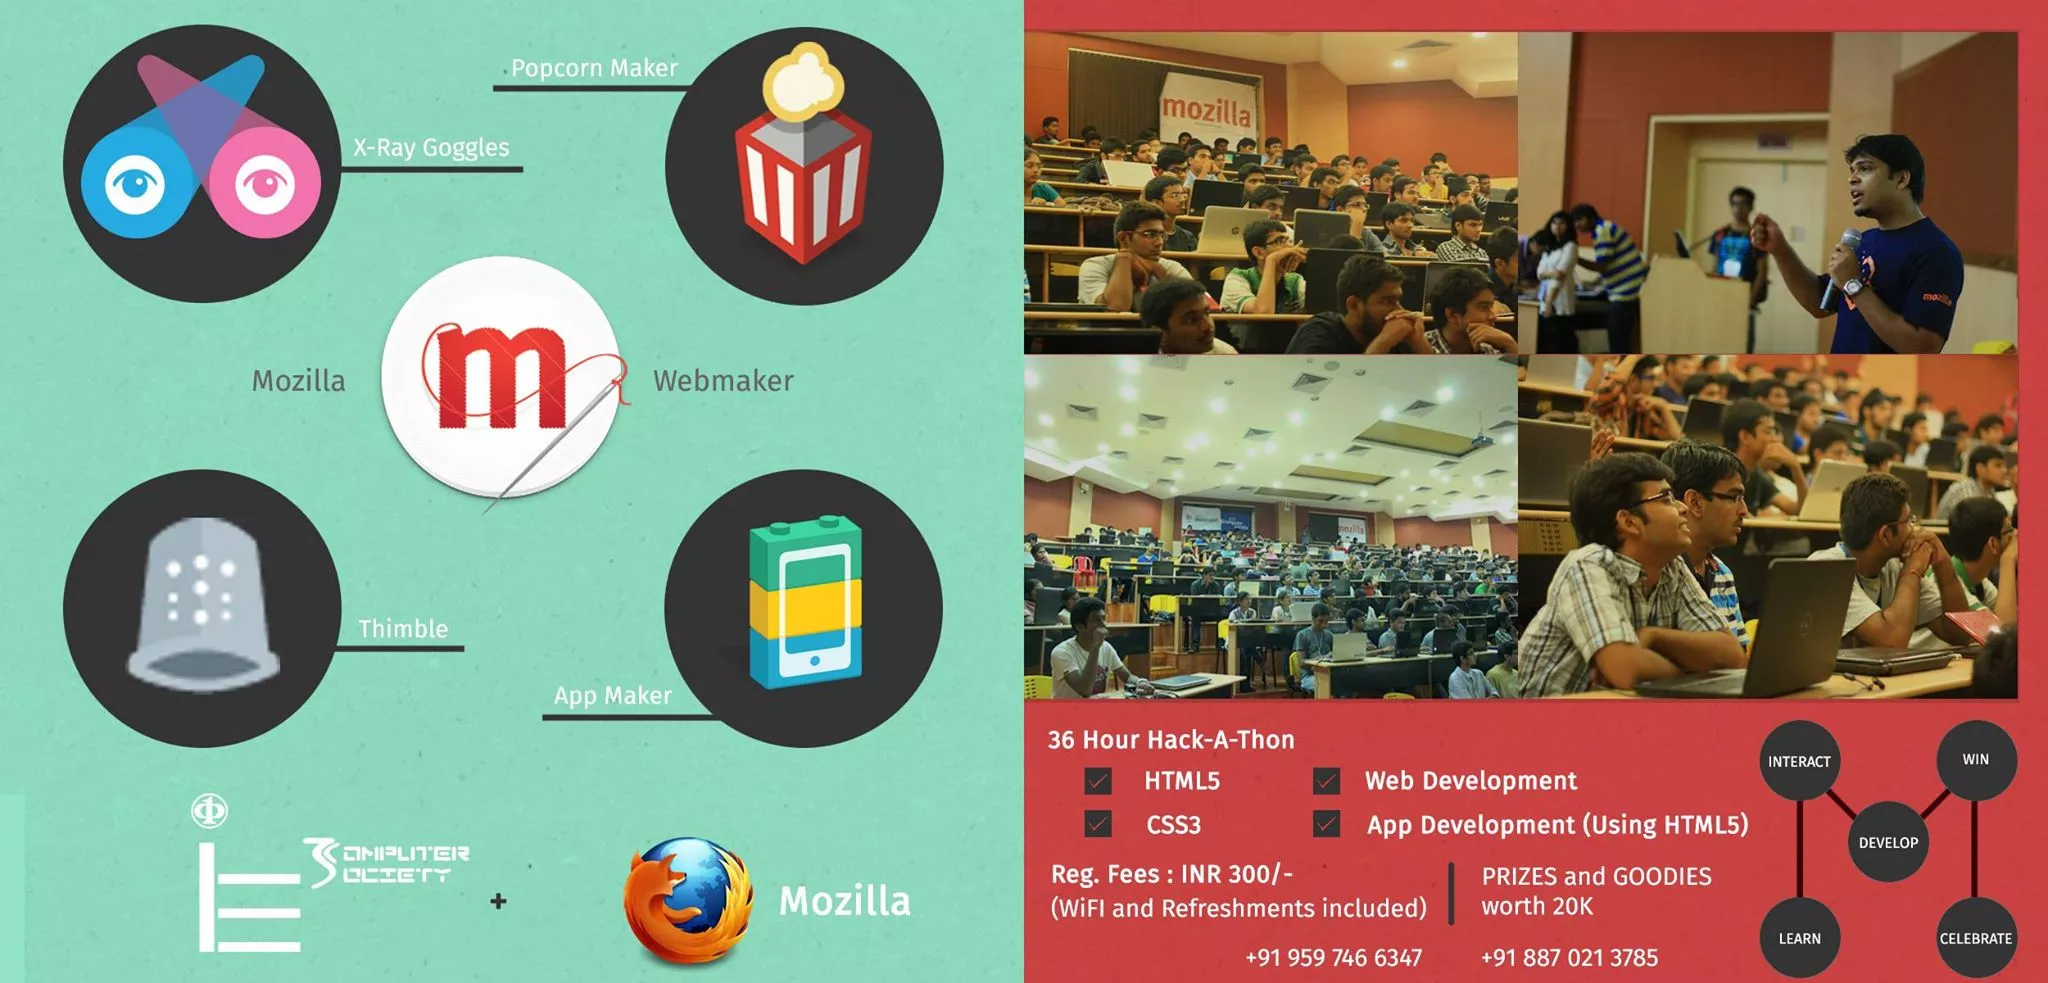 Popcorn Maker
X-Ray Goggles
Mozilla
m
Webmaker
Thimble
App Maker
COMPUTER
SOCIETY
+
Mozilla
mozilla
mozilla
mozilla
36 Hour Hack-A-Thon
HTML5
Web Development
CSS3
App Development (Using HTML5)
Reg. Fees : INR 300/-
(WiFI and Refreshments included)
PRIZES and GOODIES
worth 20K
+91 959 746 6347
+91 887 021 3785
INTERACT
WIN
DEVELOP
LEARN
CELEBRATE